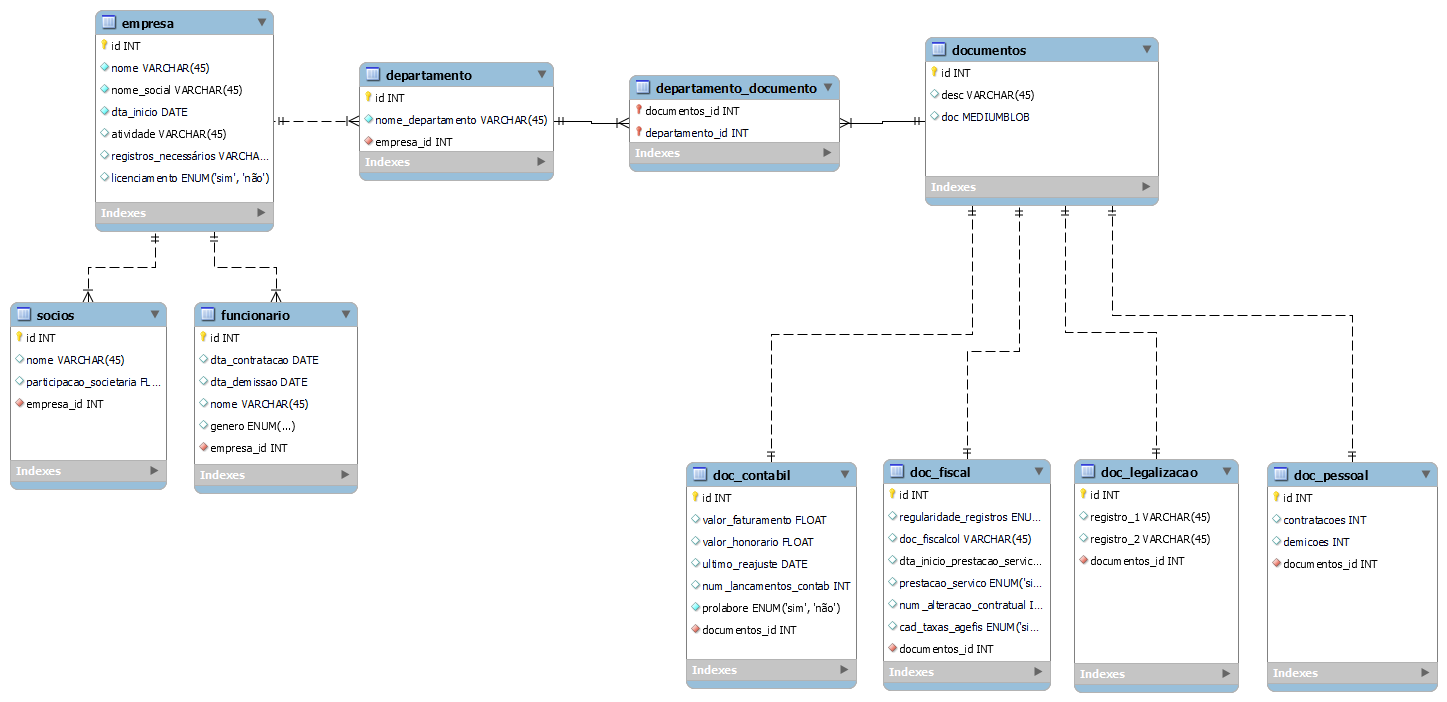 empresa
id INT
nome VARCHAR(45)
nome_social VARCHAR(45)
dta_inicio DATE
atividade VARCHAR(45)
registros_necessários VARCHA...
licenciamento ENUM('sim', 'não')
Indexes
departamento
id INT
nome_departamento VARCHAR(45)
empresa_id INT
Indexes
departamento_documento
documentos_id INT
departamento_id INT
Indexes
documentos
id INT
desc VARCHAR(45)
doc MEDIUMBLOB
Indexes
socios
id INT
nome VARCHAR(45)
participacao_societaria FL...
empresa_id INT
Indexes
funcionario
id INT
dta_contratacao DATE
dta_demissao DATE
nome VARCHAR(45)
genero ENUM(...)
empresa_id INT
Indexes
doc_contabil
id INT
valor_faturamento FLOAT
valor_honorario FLOAT
ultimo_reajuste DATE
num_lancamentos_contab INT
prolabore ENUM('sim', 'não')
documentos_id INT
Indexes
doc_fiscal
id INT
regularidade_registros ENU...
doc_fiscalcol VARCHAR(45)
dta_inicio_prestacao_servic...
prestacao_servico ENUM('si...
num_alteracao_contratual I...
cad_taxas_agefis ENUM('si...
documentos_id INT
Indexes
doc_legalizacao
id INT
registro_1 VARCHAR(45)
registro_2 VARCHAR(45)
documentos_id INT
Indexes
doc_pessoal
id INT
contratacoes INT
demicoes INT
documentos_id INT
Indexes